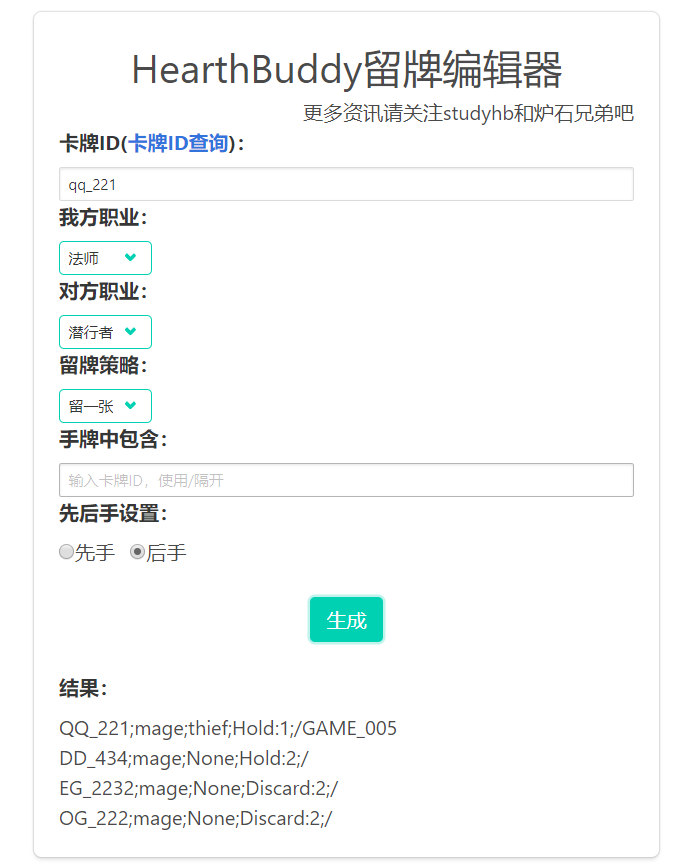 HearthBuddy留牌编辑器
更多资讯请关注studyhb和炉石兄弟吧
卡牌ID(卡牌ID查询)：
qq_221
我方职业：
法师
对方职业：
潜行者
留牌策略：
留一张
手牌中包含：
输入卡牌ID，使用/隔开
先后手设置：
先手 后手
生成
结果：
QQ_221;mage;thief;Hold:1;/GAME_005
DD_434;mage;None;Hold:2;/
EG_2232;mage;None;Discard:2;/
OG_222;mage;None;Discard:2;/